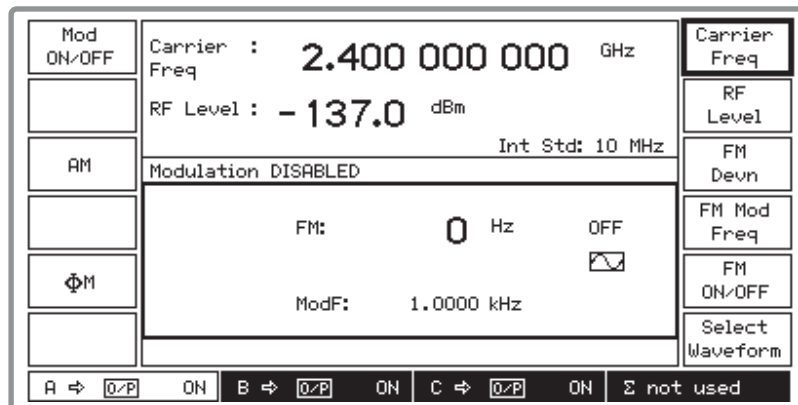 Mod
ON/OFF
AM
ΦM
Carrier :
Freq
2.400 000 000 GHz
RF Level : - 137.0 dBm
Int Std: 10 MHz
Modulation DISABLED
FM: 0 Hz OFF
ModF: 1.0000 kHz
Carrier
Freq
RF
Level
FM
Devn
FM Mod
Freq
FM
ON/OFF
Select
Waveform
A ⇨ O/P ON
B ⇨ O/P ON
C ⇨ O/P ON
Σ not used